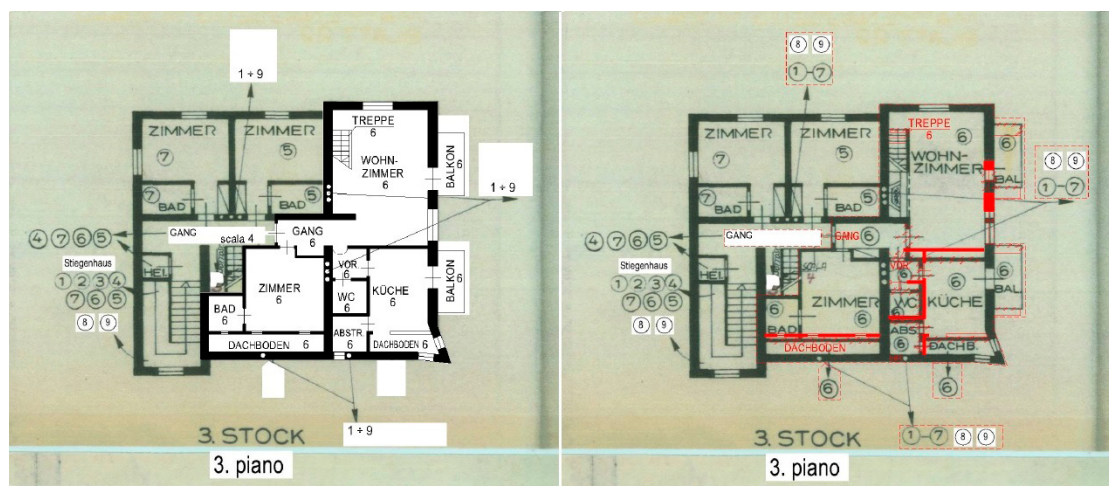 1 ÷ 9
ZIMMER
7
ZIMMER
5
TREPPE
6
WOHN-
ZIMMER
6
BALKON
6
7
BAD
BAD
5
1 ÷ 9
GANG
scala 4
GANG
6
4 7 6 5
HEL
Stiegenhaus
1 2 3 4
7 6 5
8 9
ZIMMER
6
VOR
6
WC
6
KÜCHE
6
BALKON
6
BAD
6
ABSTR.
6
DACHBODEN 6
DACHBODEN
6
1 ÷ 9
3. STOCK
3. piano
8 9
1-7
ZIMMER
7
ZIMMER
5
TREPPE
6
6
WOHN-
ZIMMER
6
BAL
8 9
1-7
7
BAD
BAD
5
GANG
GANG
6
4 7 6 5
HEL
Stiegenhaus
1 2 3 4
7 6 5
8 9
4
ZIMMER
6
VOR
6
WC
6
KÜCHE
6
BAL
6
BAD
ABS
6
DACHBODEN
DACHB.
6
6
1-7 8 9
3. STOCK
3. piano